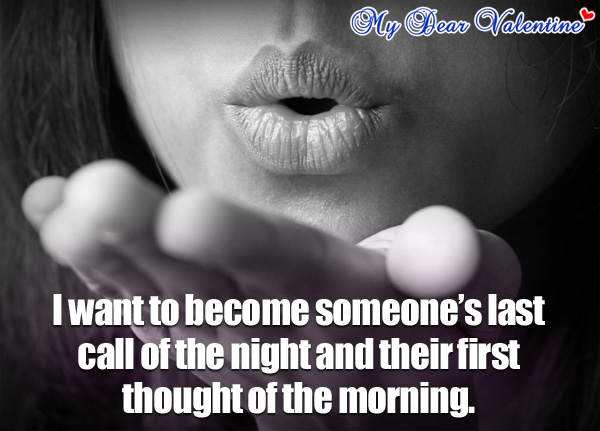 My Dear Valentine
I want to become someone's last
call of the night and their first
thought of the morning.